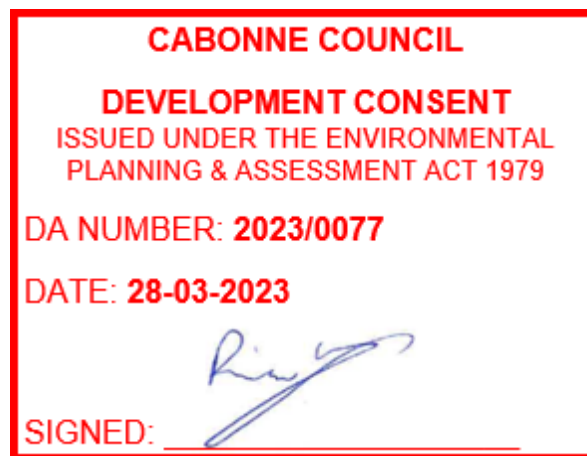 CABONNE COUNCIL
DEVELOPMENT CONSENT
ISSUED UNDER THE ENVIRONMENTAL
PLANNING & ASSESSMENT ACT 1979
DA NUMBER: 2023/0077
DATE: 28-03-2023
SIGNED: